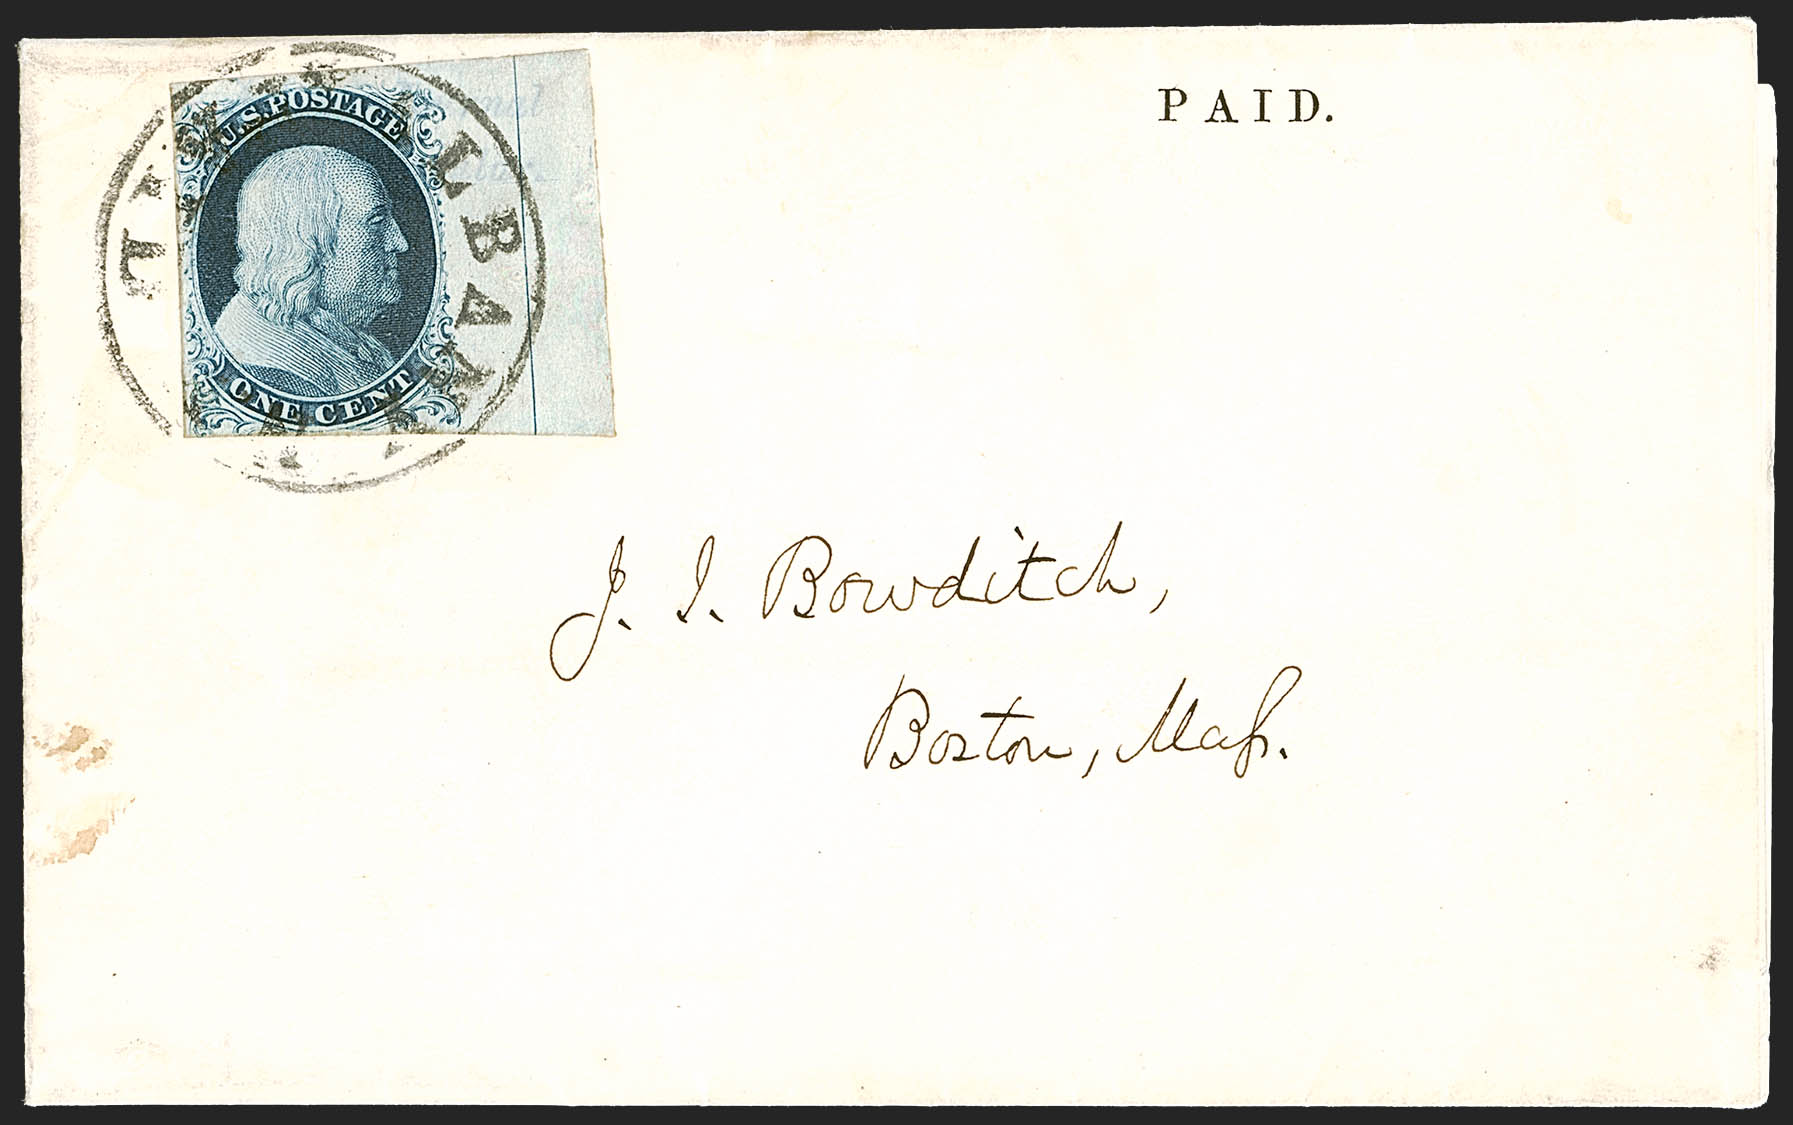 U.S. POSTAGE
ONE CENT
PAID.
J. I. Bowditch,
Boston, Mass.